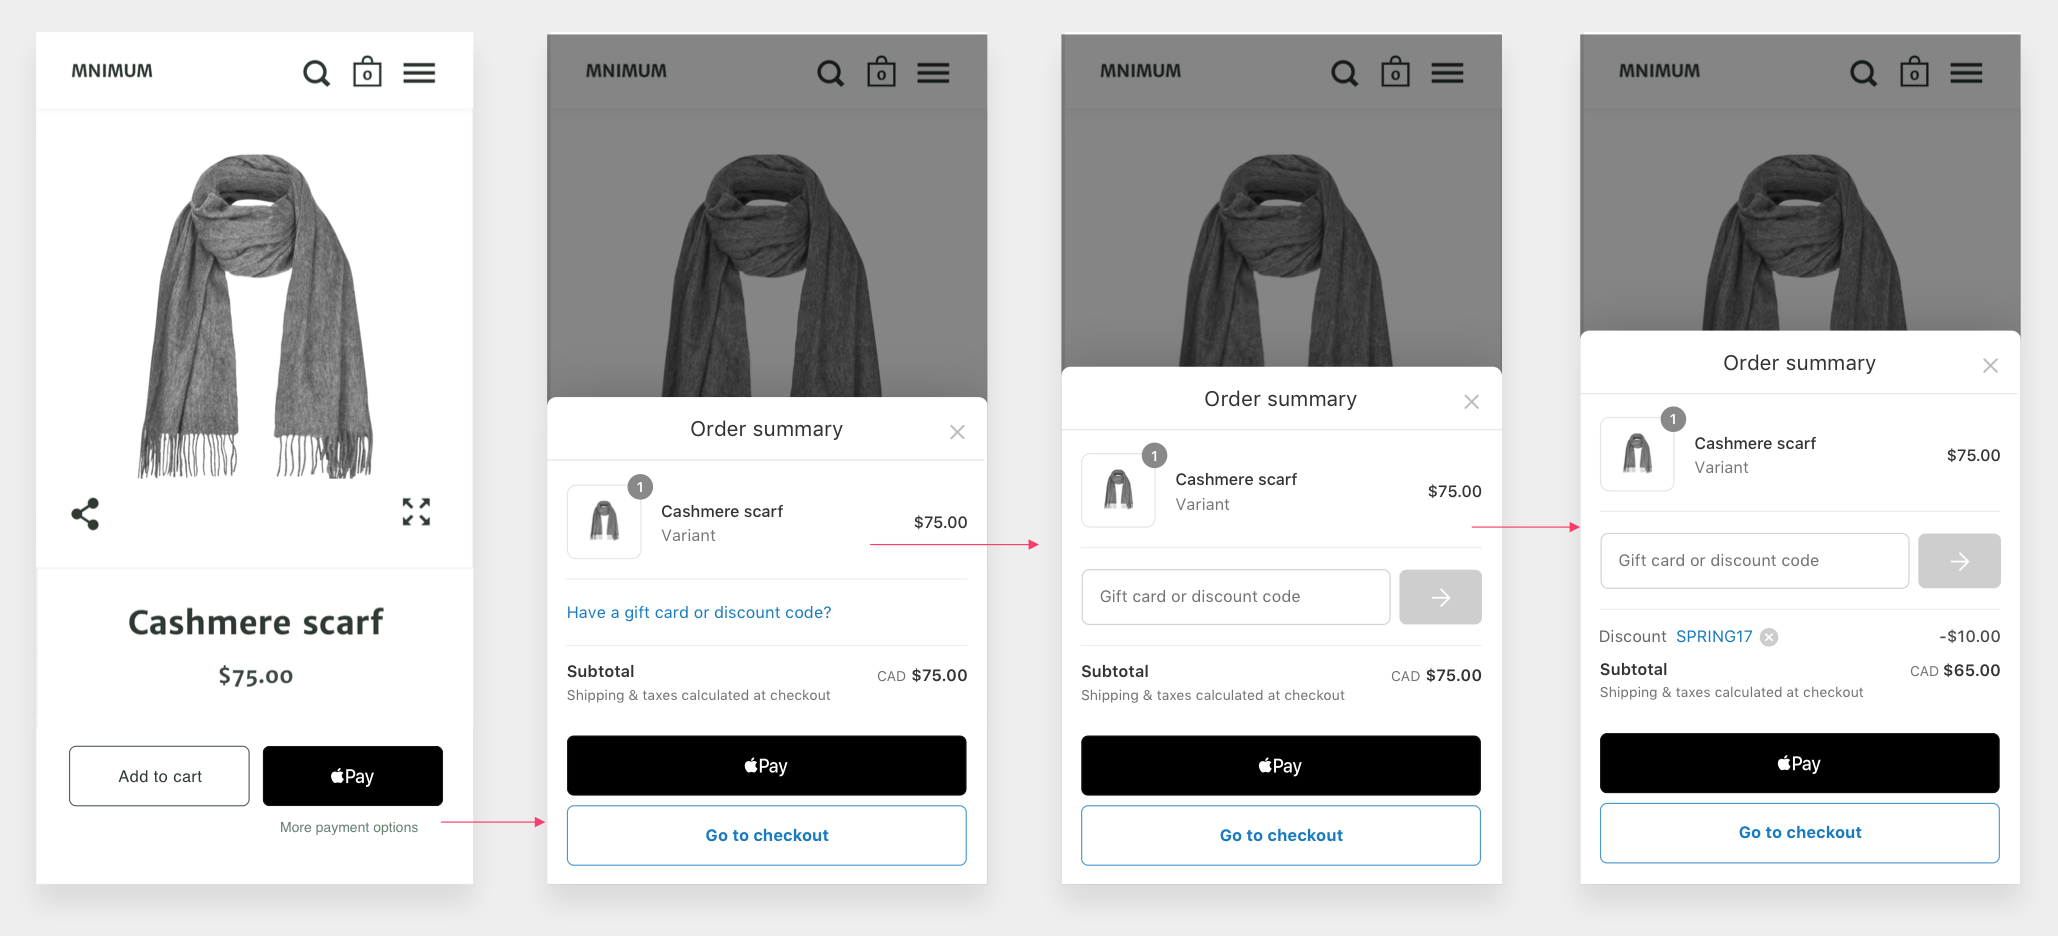 MNIMUM
0
Cashmere scarf
$75.00
Add to cart
Pay
More payment options
MNIMUM
0
Order summary
1
Cashmere scarf
Variant
$75.00
Have a gift card or discount code?
Subtotal
CAD $75.00
Shipping & taxes calculated at checkout
Pay
Go to checkout
MNIMUM
0
Order summary
1
Cashmere scarf
Variant
$75.00
Gift card or discount code
Subtotal
CAD $75.00
Shipping & taxes calculated at checkout
Pay
Go to checkout
MNIMUM
0
Order summary
1
Cashmere scarf
Variant
$75.00
Gift card or discount code
Discount SPRING17
-$10.00
Subtotal
CAD $65.00
Shipping & taxes calculated at checkout
Pay
Go to checkout